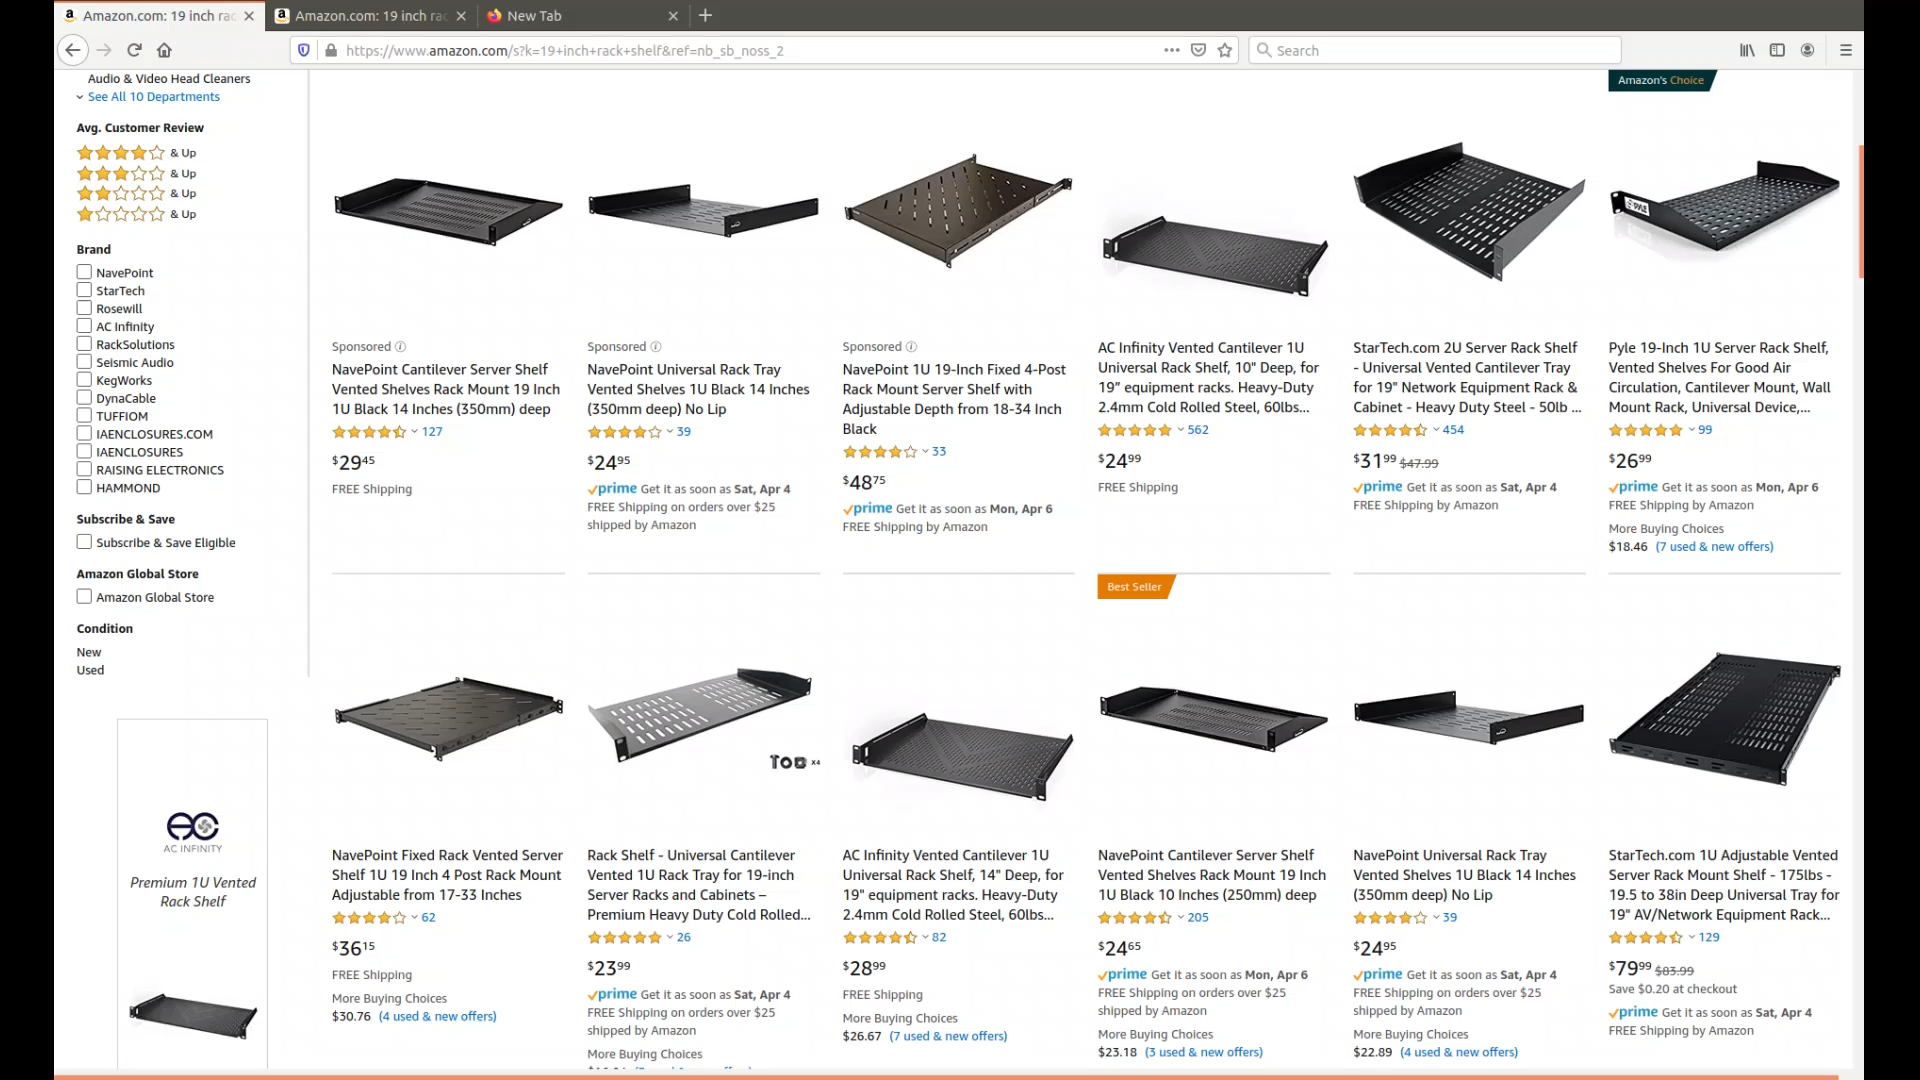 Amazon.com: 19 inch rac
Amazon.com: 19 inch rac
New Tab
https://www.amazon.com/s?k=19+inch+rack+shelf&ref=nb_sb_noss_2
Search
Audio & Video Head Cleaners
See All 10 Departments
Avg. Customer Review
& Up
& Up
& Up
& Up
Brand
NavePoint
StarTech
Rosewill
AC Infinity
RackSolutions
Seismic Audio
KegWorks
DynaCable
TUFFIOM
IAENCLOSURES.COM
IAENCLOSURES
RAISING ELECTRONICS
HAMMOND
Subscribe & Save
Subscribe & Save Eligible
Amazon Global Store
Amazon Global Store
Condition
New
Used
AC INFINITY
Premium 1U Vented
Rack Shelf
Sponsored
NavePoint Cantilever Server Shelf
Vented Shelves Rack Mount 19 Inch
1U Black 14 Inches (350mm) deep
127
$2945
FREE Shipping
Sponsored
NavePoint Universal Rack Tray
Vented Shelves 1U Black 14 Inches
(350mm deep) No Lip
39
$2495
prime Get it as soon as Sat, Apr 4
FREE Shipping on orders over $25
shipped by Amazon
Sponsored
NavePoint 1U 19-Inch Fixed 4-Post
Rack Mount Server Shelf with
Adjustable Depth from 18-34 Inch
Black
33
$4875
prime Get it as soon as Mon, Apr 6
FREE Shipping by Amazon
AC Infinity Vented Cantilever 1U
Universal Rack Shelf, 10" Deep, for
19" equipment racks. Heavy-Duty
2.4mm Cold Rolled Steel, 60lbs...
562
$2499
FREE Shipping
StarTech.com 2U Server Rack Shelf
- Universal Vented Cantilever Tray
for 19" Network Equipment Rack &
Cabinet - Heavy Duty Steel - 50lb ...
454
$3199 $47.99
prime Get it as soon as Sat, Apr 4
FREE Shipping by Amazon
Amazon's Choice
PYLE
Pyle 19-Inch 1U Server Rack Shelf,
Vented Shelves For Good Air
Circulation, Cantilever Mount, Wall
Mount Rack, Universal Device,...
99
$2699
prime Get it as soon as Mon, Apr 6
FREE Shipping by Amazon
More Buying Choices
$18.46 (7 used & new offers)
NavePoint Fixed Rack Vented Server
Shelf 1U 19 Inch 4 Post Rack Mount
Adjustable from 17-33 Inches
62
$3615
FREE Shipping
More Buying Choices
$30.76 (4 used & new offers)
X4
Rack Shelf - Universal Cantilever
Vented 1U Rack Tray for 19-inch
Server Racks and Cabinets –
Premium Heavy Duty Cold Rolled...
26
$2399
prime Get it as soon as Sat, Apr 4
FREE Shipping on orders over $25
shipped by Amazon
More Buying Choices
AC Infinity Vented Cantilever 1U
Universal Rack Shelf, 14" Deep, for
19" equipment racks. Heavy-Duty
2.4mm Cold Rolled Steel, 60lbs...
82
$2899
FREE Shipping
More Buying Choices
$26.67 (7 used & new offers)
Best Seller
NavePoint Cantilever Server Shelf
Vented Shelves Rack Mount 19 Inch
1U Black 10 Inches (250mm) deep
205
$2465
prime Get it as soon as Mon, Apr 6
FREE Shipping on orders over $25
shipped by Amazon
More Buying Choices
$23.18 (3 used & new offers)
NavePoint Universal Rack Tray
Vented Shelves 1U Black 14 Inches
(350mm deep) No Lip
39
$2495
prime Get it as soon as Sat, Apr 4
FREE Shipping on orders over $25
shipped by Amazon
More Buying Choices
$22.89 (4 used & new offers)
StarTech.com 1U Adjustable Vented
Server Rack Mount Shelf - 175lbs -
19.5 to 38in Deep Universal Tray for
19" AV/Network Equipment Rack...
129
$7999 $83.99
Save $0.20 at checkout
prime Get it as soon as Sat, Apr 4
FREE Shipping by Amazon